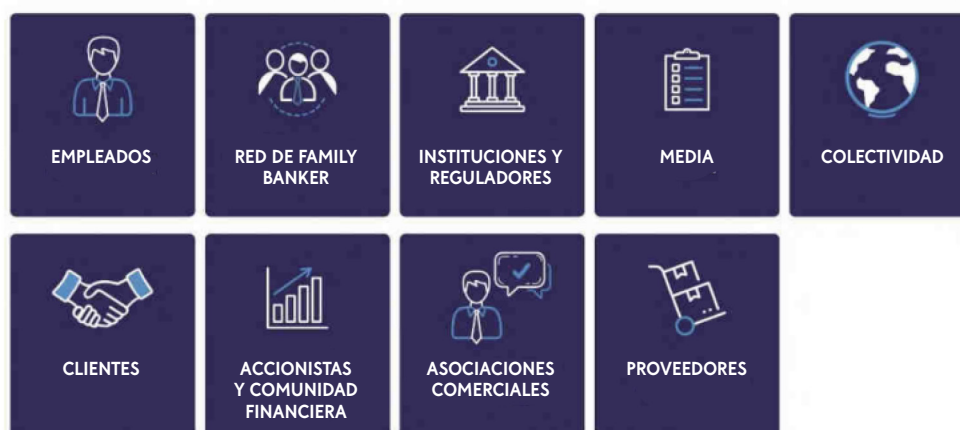 EMPLEADOS
RED DE FAMILY
BANKER
INSTITUCIONES Y
REGULADORES
MEDIA
COLECTIVIDAD
CLIENTES
ACCIONISTAS
Y COMUNIDAD
FINANCIERA
ASOCIACIONES
COMERCIALES
PROVEEDORES